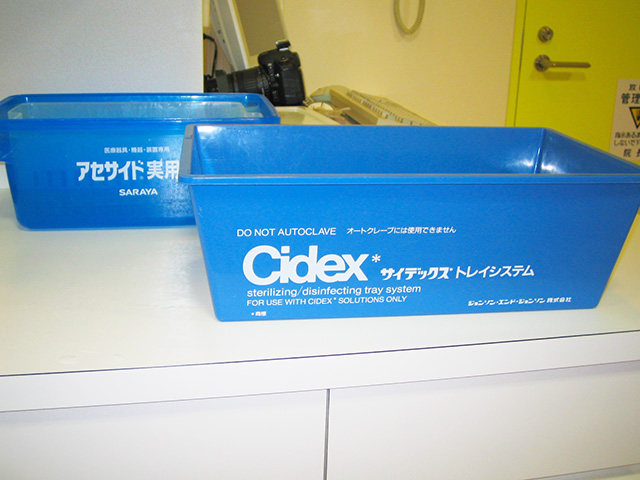 医療器具・機器・装置専用
アセサイド 実用
SARAYA
DO NOT AUTOCLAVE オートクレーブには使用できません
Cidex* サイデックス トレイシステム
sterilizing/disinfecting tray system
FOR USE WITH CIDEX* SOLUTIONS ONLY
*商標
ジョンソン・エンド・ジョンソン株式会社
管理